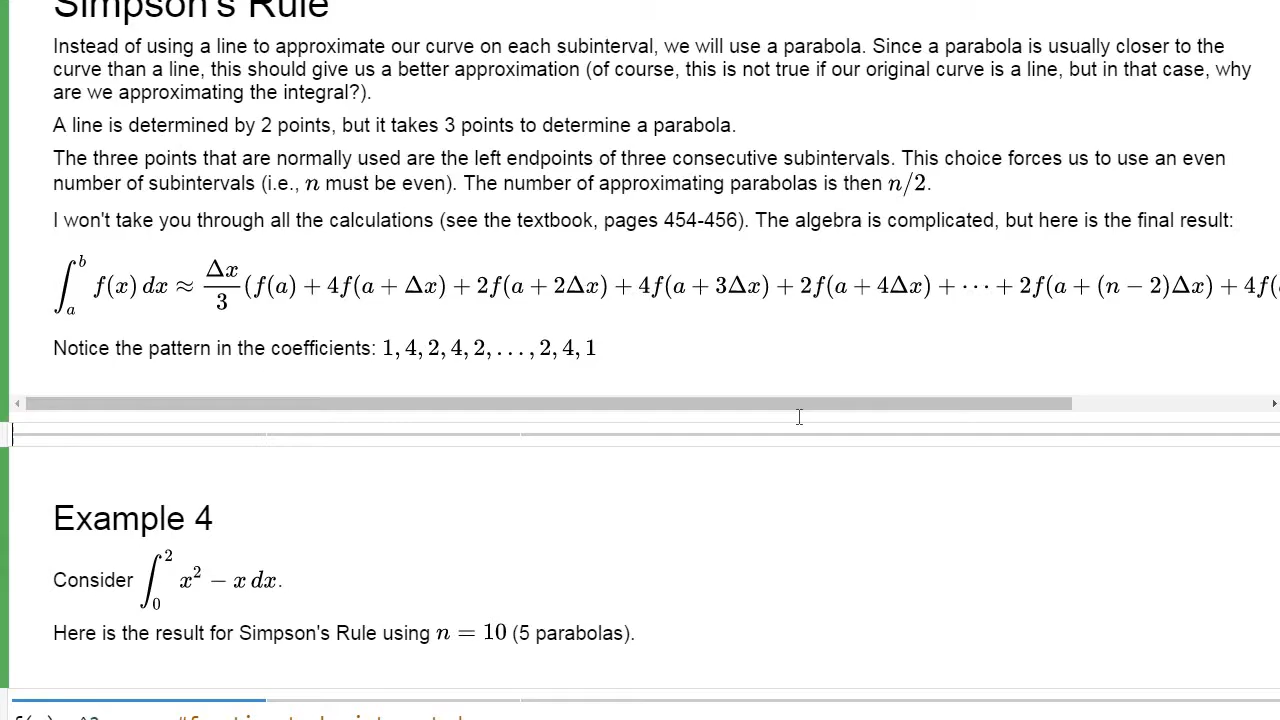 Simpson's Rule
Instead of using a line to approximate our curve on each subinterval, we will use a parabola. Since a parabola is usually closer to the
curve than a line, this should give us a better approximation (of course, this is not true if our original curve is a line, but in that case, why
are we approximating the integral?).
A line is determined by 2 points, but it takes 3 points to determine a parabola.
The three points that are normally used are the left endpoints of three consecutive subintervals. This choice forces us to use an even
number of subintervals (i.e., n must be even). The number of approximating parabolas is then n/2.
I won't take you through all the calculations (see the textbook, pages 454-456). The algebra is complicated, but here is the final result:
∫_a^b f(x) dx ≈ Δx/3 (f(a) + 4f(a + Δx) + 2f(a + 2Δx) + 4f(a + 3Δx) + 2f(a + 4Δx) + ⋯ + 2f(a + (n − 2)Δx) + 4f(
Notice the pattern in the coefficients: 1, 4, 2, 4, 2, …, 2, 4, 1
Example 4
Consider ∫_0^2 x² − x dx.
Here is the result for Simpson's Rule using n = 10 (5 parabolas).